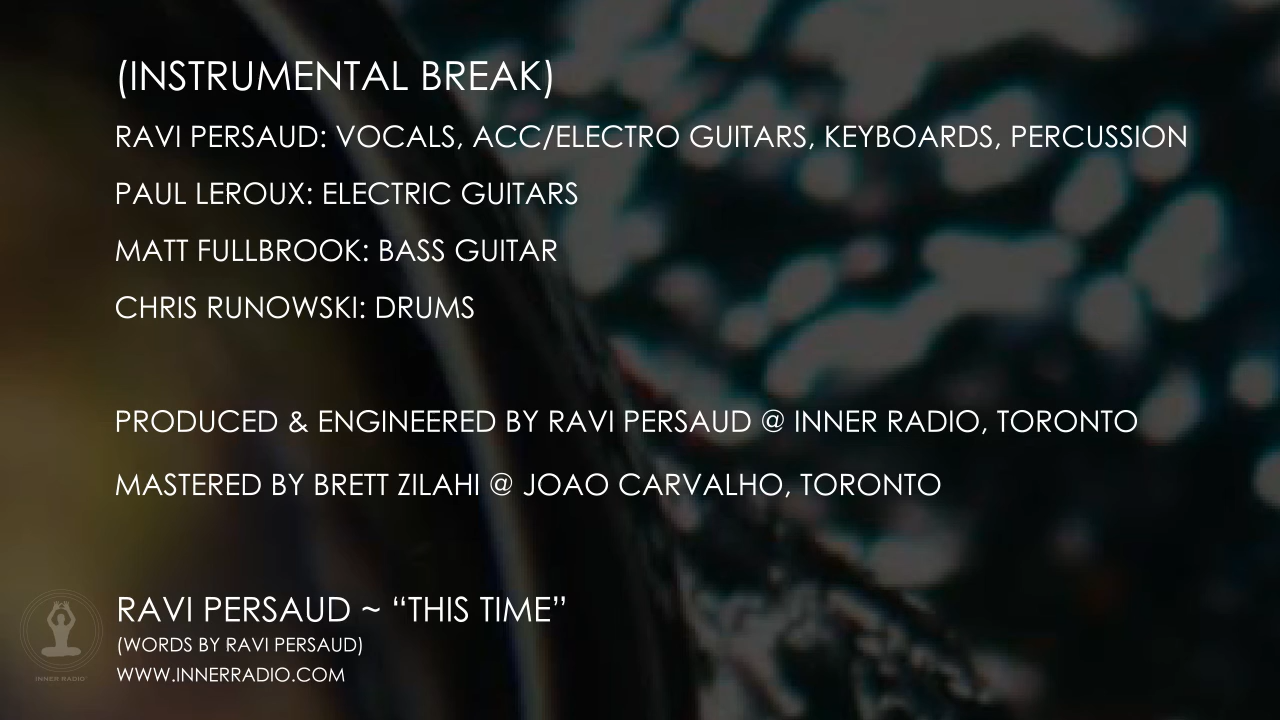 (INSTRUMENTAL BREAK)
RAVI PERSAUD: VOCALS, ACC/ELECTRO GUITARS, KEYBOARDS, PERCUSSION
PAUL LEROUX: ELECTRIC GUITARS
MATT FULLBROOK: BASS GUITAR
CHRIS RUNOWSKI: DRUMS
PRODUCED & ENGINEERED BY RAVI PERSAUD @ INNER RADIO, TORONTO
MASTERED BY BRETT ZILAHI @ JOAO CARVALHO, TORONTO
RAVI PERSAUD ~ “THIS TIME”
(WORDS BY RAVI PERSAUD)
WWW.INNERRADIO.COM
INNER RADIO